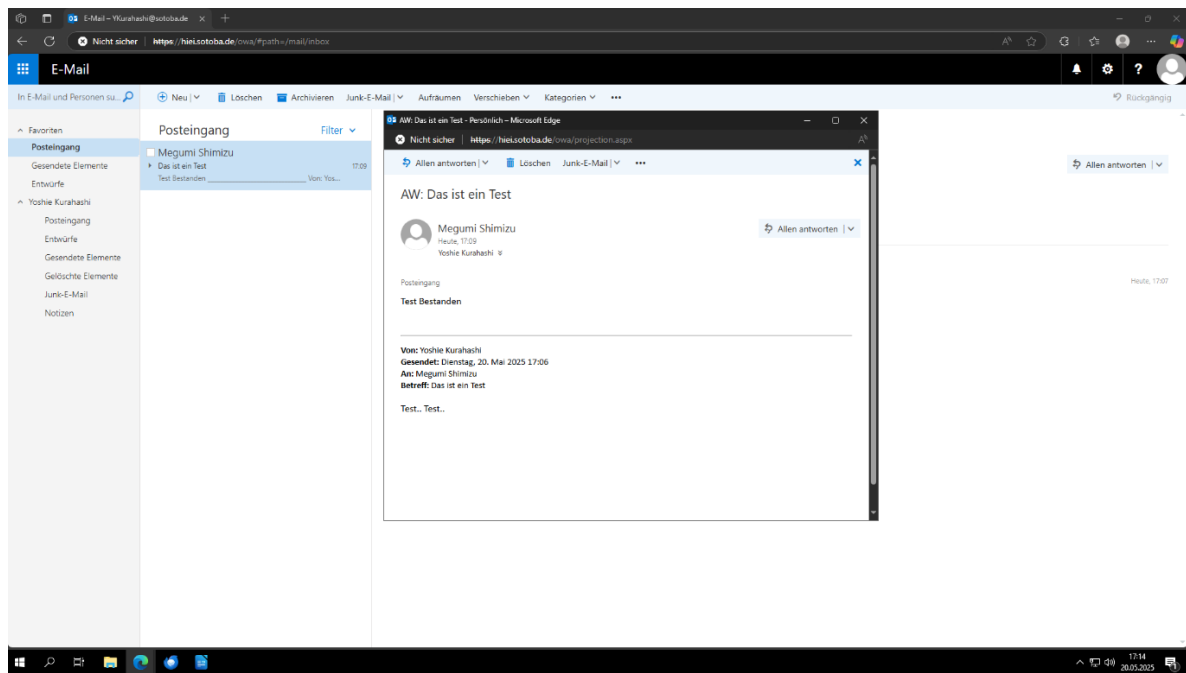 E-Mail – YKurahashi@sotoba.de
Nicht sicher https://hiei.sotoba.de/owa/#path=/mail/inbox
E-Mail
In E-Mail und Personen su...
Neu
Löschen
Archivieren
Junk-E-Mail
Aufräumen
Verschieben
Kategorien
Rückgängig
Favoriten
Posteingang
Gesendete Elemente
Entwürfe
Yoshie Kurahashi
Posteingang
Entwürfe
Gesendete Elemente
Gelöschte Elemente
Junk-E-Mail
Notizen
Posteingang
Filter
Megumi Shimizu
Das ist ein Test 17:09
Test Bestanden ________________ Von: Yos...
AW: Das ist ein Test - Persönlich – Microsoft Edge
Nicht sicher https://hiei.sotoba.de/owa/projection.aspx
Allen antworten
Löschen
Junk-E-Mail
AW: Das ist ein Test
Megumi Shimizu
Heute, 17:09
Yoshie Kurahashi
Allen antworten
Posteingang
Test Bestanden
Von: Yoshie Kurahashi
Gesendet: Dienstag, 20. Mai 2025 17:06
An: Megumi Shimizu
Betreff: Das ist ein Test
Test.. Test..
Allen antworten
Heute, 17:07
17:14
20.05.2025